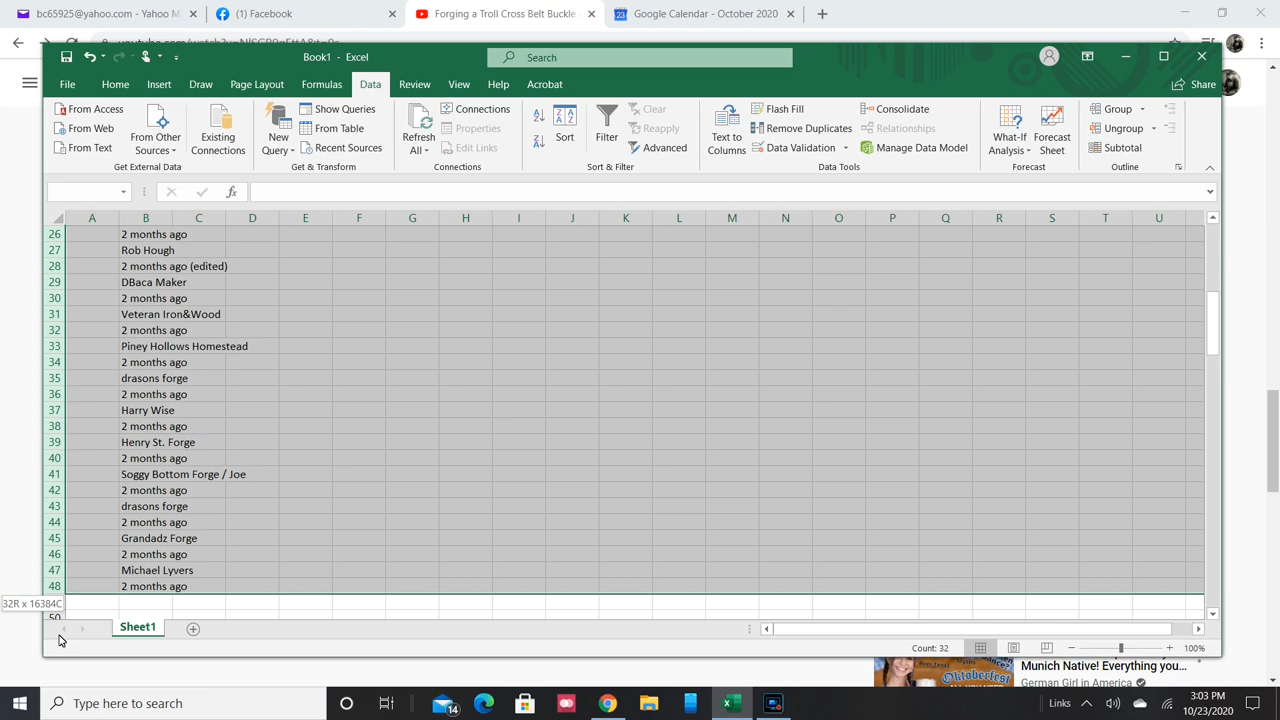 bc65925@yahoo.com - Yahoo M
(1) Facebook
Forging a Troll Cross Belt Buckle
Google Calendar - October 2020
Book1 - Excel
Search
File Home Insert Draw Page Layout Formulas Data Review View Help Acrobat
Share
From Access
From Web
From Text
From Other Sources
Existing Connections
Get External Data
New Query
Show Queries
From Table
Recent Sources
Get & Transform
Refresh All
Connections
Properties
Edit Links
Connections
Sort
Filter
Clear
Reapply
Advanced
Sort & Filter
Text to Columns
Flash Fill
Remove Duplicates
Data Validation
Consolidate
Relationships
Manage Data Model
Data Tools
What-If Analysis
Forecast Sheet
Forecast
Group
Ungroup
Subtotal
Outline
A B C D E F G H I J K L M N O P Q R S T U
26 2 months ago
27 Rob Hough
28 2 months ago (edited)
29 DBaca Maker
30 2 months ago
31 Veteran Iron&Wood
32 2 months ago
33 Piney Hollows Homestead
34 2 months ago
35 drasons forge
36 2 months ago
37 Harry Wise
38 2 months ago
39 Henry St. Forge
40 2 months ago
41 Soggy Bottom Forge / Joe
42 2 months ago
43 drasons forge
44 2 months ago
45 Grandadz Forge
46 2 months ago
47 Michael Lyvers
48 2 months ago
32R x 16384C
50
Sheet1
Count: 32
100%
Munich Native! Everything you...
German Girl in America
Type here to search
14
Links
3:03 PM
10/23/2020